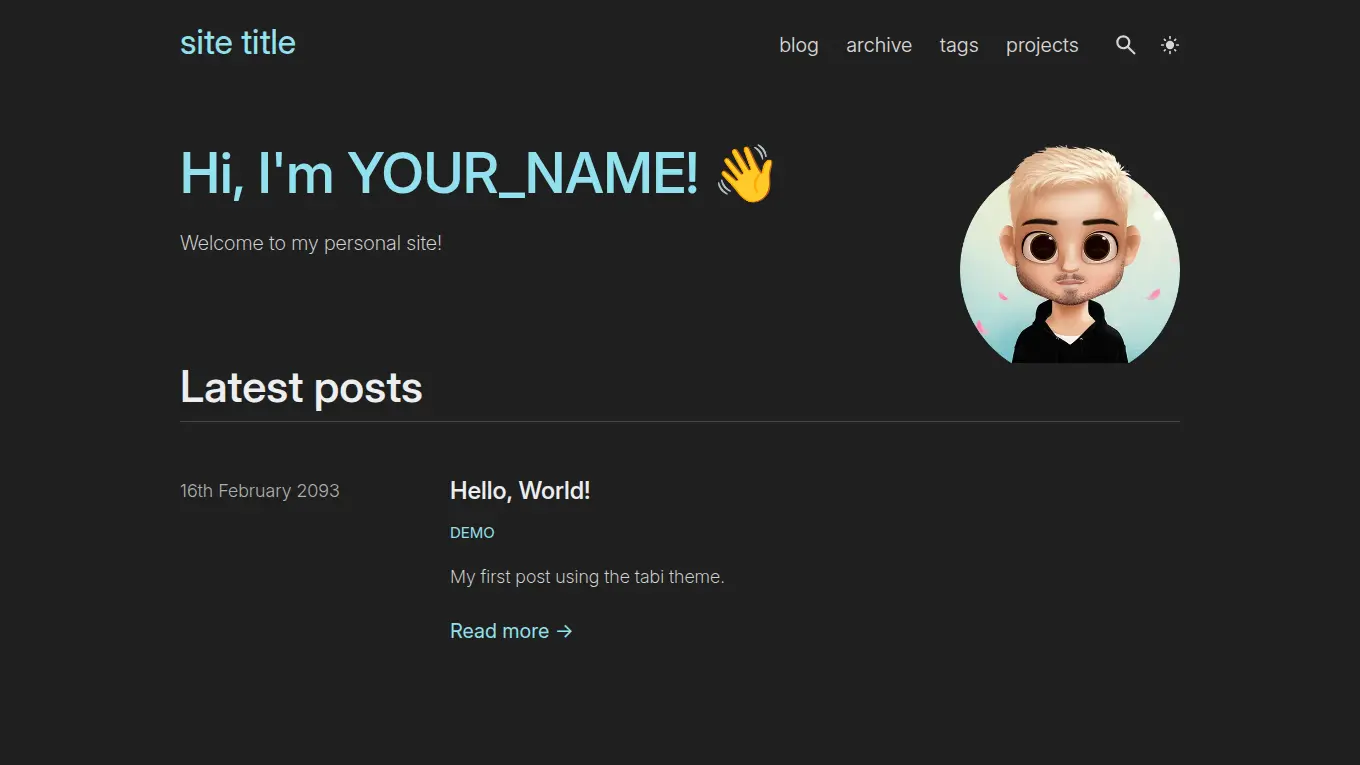 site title
blog archive tags projects
Hi, I'm YOUR_NAME! 👋
Welcome to my personal site!
Latest posts
16th February 2093
Hello, World!
DEMO
My first post using the tabi theme.
Read more →